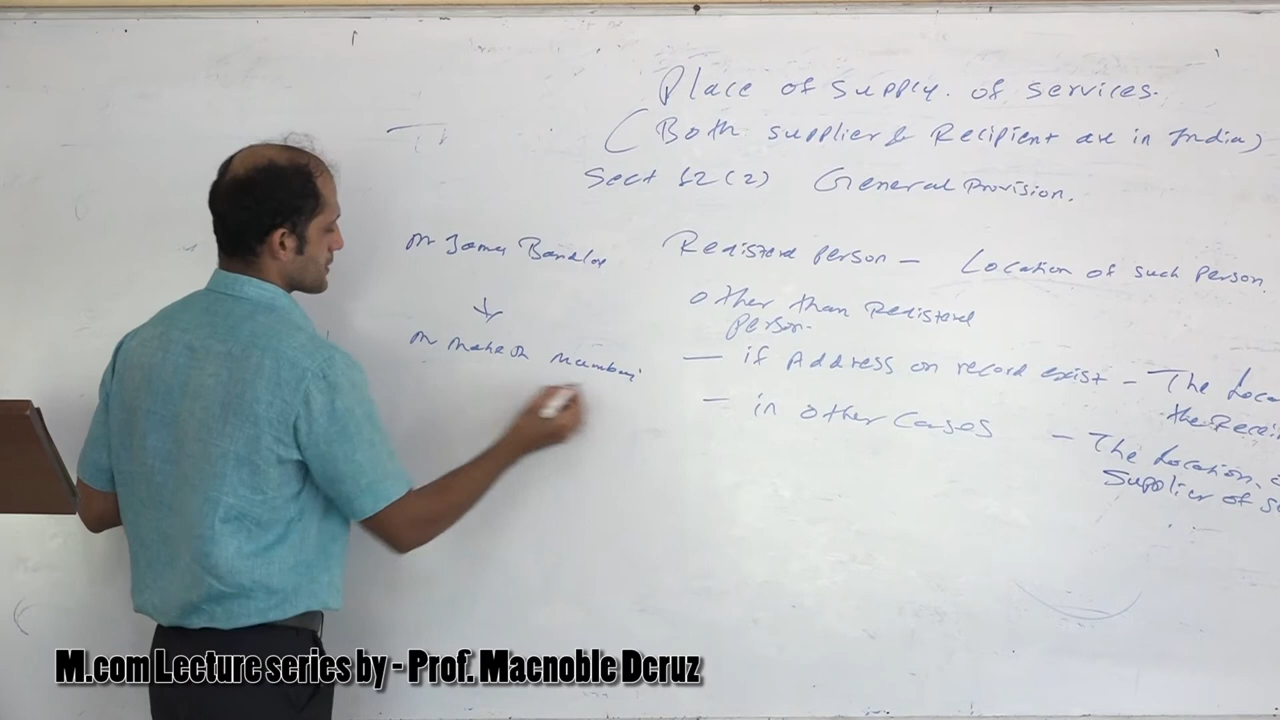 Place of supply. of services.
(Both supplier & Recipient are in India)
Sect 12(2) General Provision.
Mr James Bandra
↓
Mr Mahesh Mumbai
Registered person – Location of such person.
Other than Registered
person.
— if Address on record exist – The Loca
the Recei
– in other Cases – The Location
Supplier of se
M.com Lecture series by - Prof. Macnoble Dcruz